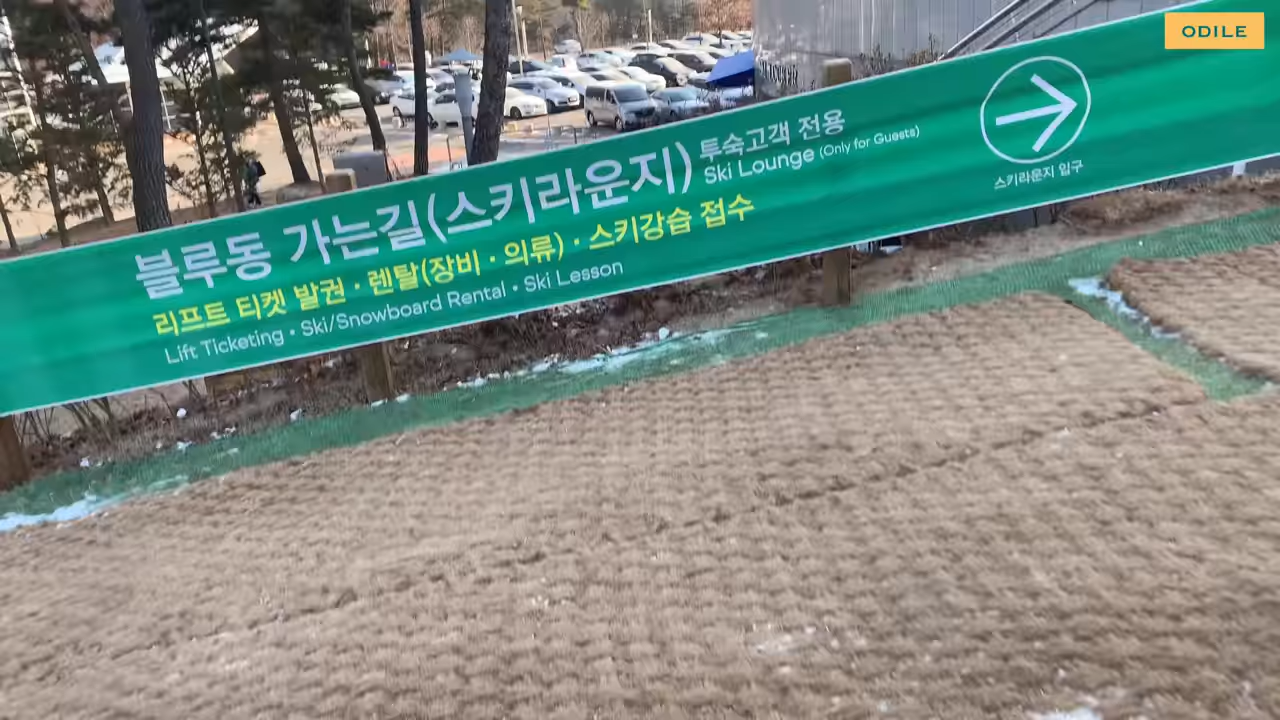 ODILE
블루동 가는길(스키라운지) 투숙고객 전용
Ski Lounge (Only for Guests)
리프트 티켓 발권 · 렌탈(장비 · 의류) · 스키강습 접수
Lift Ticketing • Ski/Snowboard Rental • Ski Lesson
스키라운지 입구